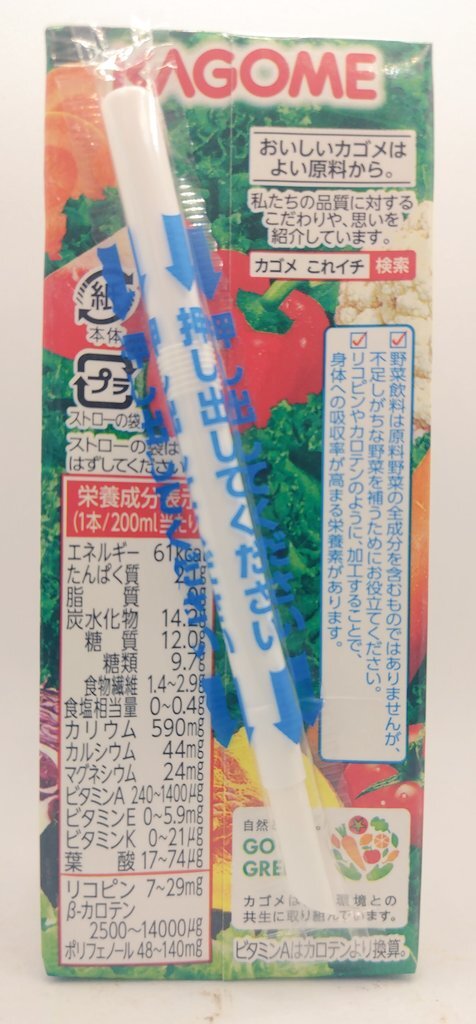 KAGOME
おいしいカゴメは
よい原料から。
私たちの品質に対する
こだわりや、思いを
紹介しています。
カゴメ これイチ 検索
紙
本体
プラ
ストローの袋
ストローの袋は
はずしてください
押し出してください
☑野菜飲料は原料野菜の全成分を含むものではありませんが、
不足しがちな野菜を補うためにお役立てください。
☑リコピンやカロテンのように、加工することで、
身体への吸収率が高まる栄養素があります。
栄養成分表示
(1本/200ml当たり)
エネルギー 61kcal
たんぱく質 2.1g
脂質
炭水化物 14.
糖質 12.0g
糖類 9.7g
食物繊維 1.4~2.9g
食塩相当量 0~0.4g
カリウム 590mg
カルシウム 44mg
マグネシウム 24mg
ビタミンA 240~1400μg
ビタミンE 0~5.9mg
ビタミンK 0~21μg
葉酸 17~74μg
リコピン 7~29mg
β-カロテン
2500~14000μg
ポリフェノール 48~140mg
自然を
GO
GRE
カゴメは 環境との
共生に取り組んでいます。
ビタミンAはカロテンより換算。